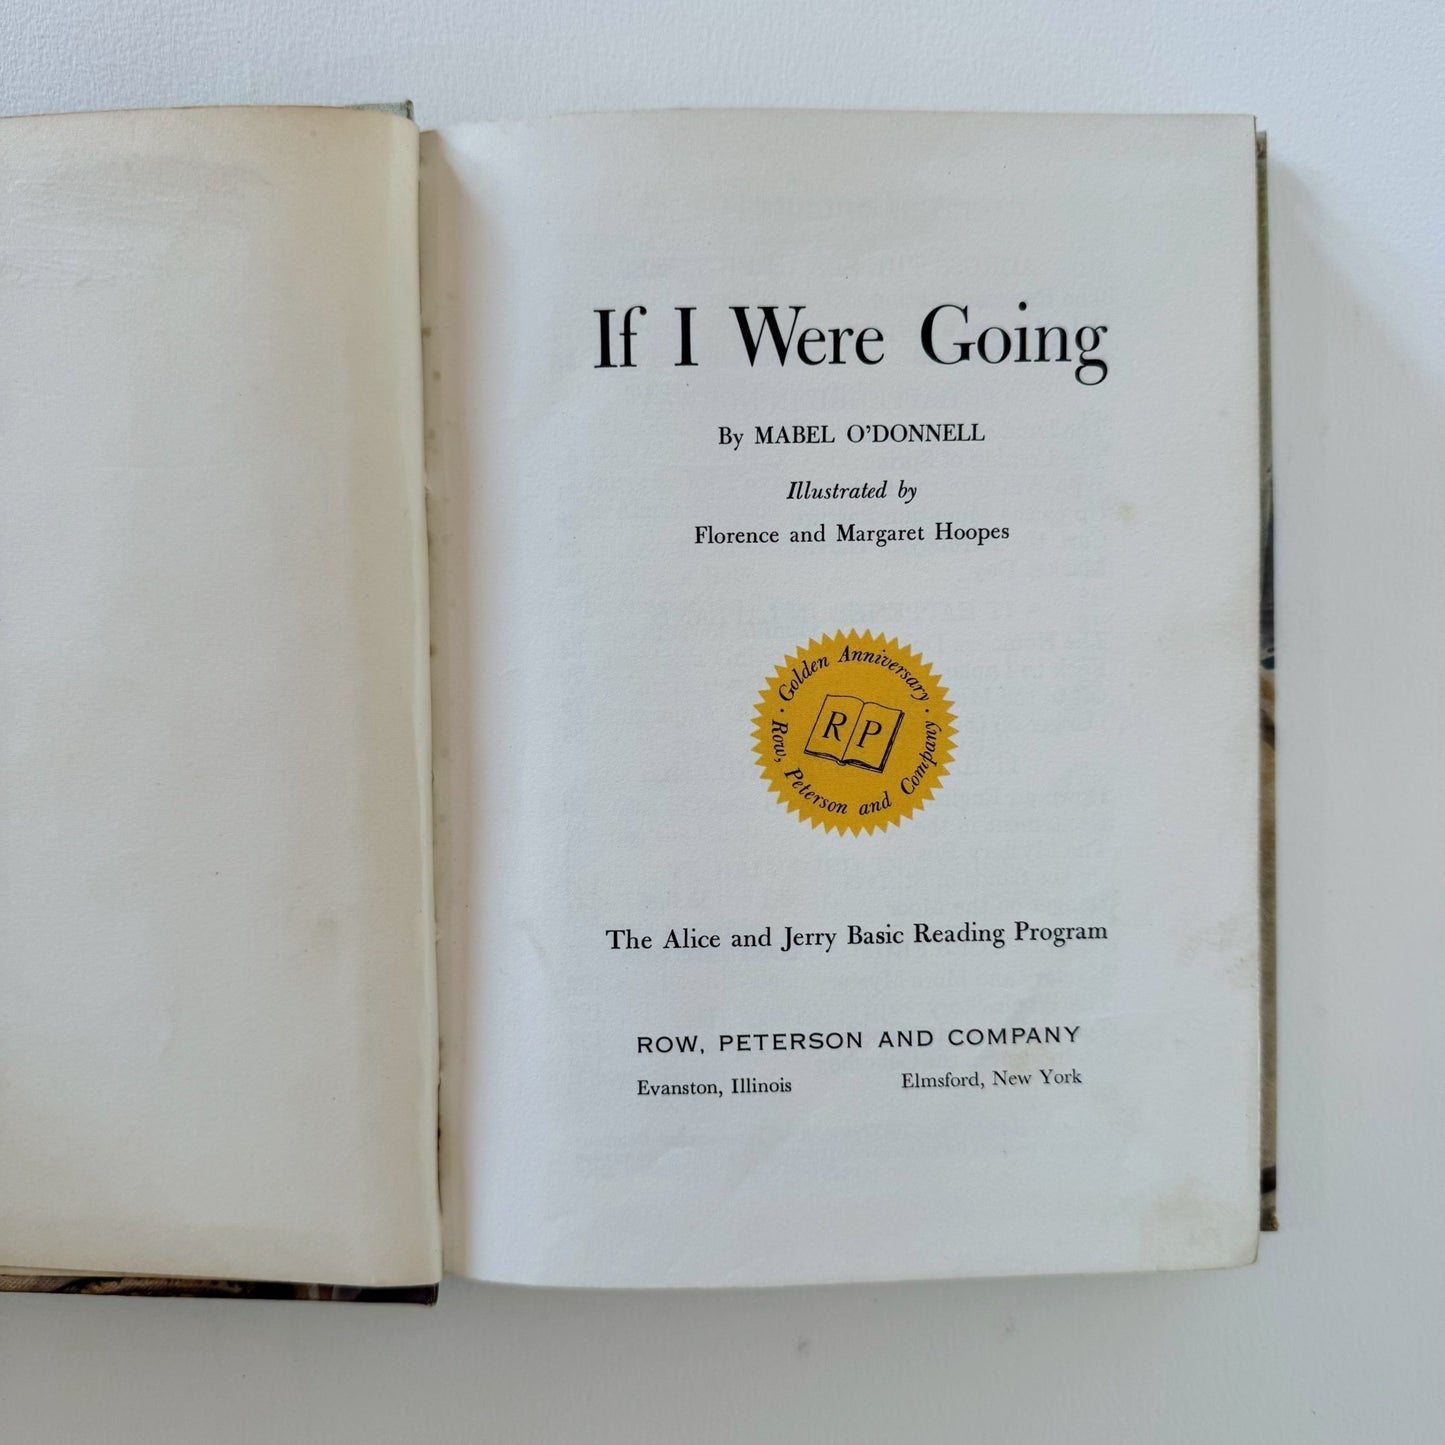 If I Were Going
By MABEL O'DONNELL
Illustrated by
Florence and Margaret Hoopes
· Golden Anniversary ·
Row, Peterson and Company
R P
The Alice and Jerry Basic Reading Program
ROW, PETERSON AND COMPANY
Evanston, Illinois Elmsford, New York